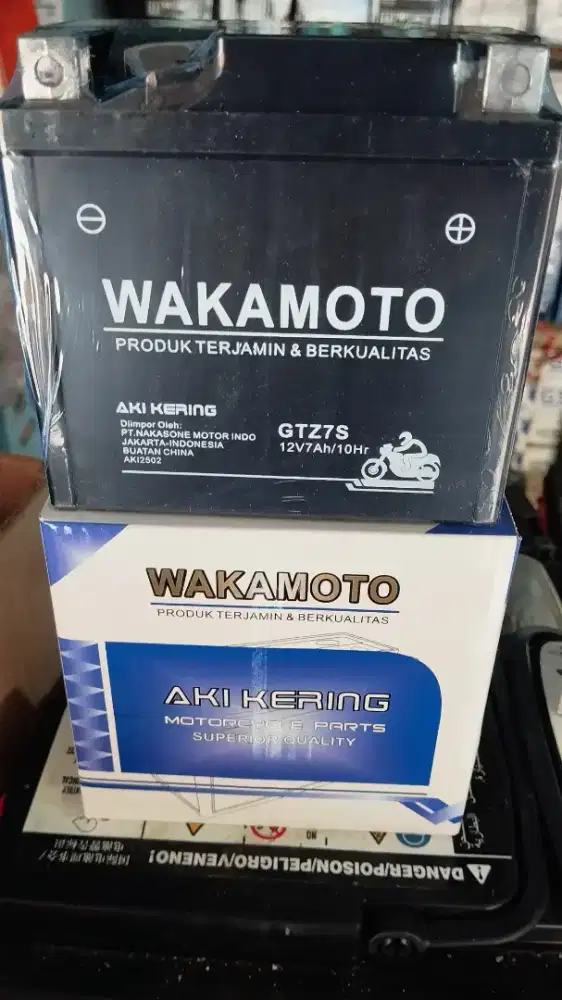 WAKAMOTO
PRODUK TERJAMIN & BERKUALITAS
AKI KERING
Diimpor Oleh:
PT.NAKASONE MOTOR INDO
JAKARTA-INDONESIA
BUATAN CHINA
AKI2502
GTZ7S
12V7Ah/10Hr
WAKAMOTO
PRODUK TERJAMIN & BERKUALITAS
AKI KERING
MOTORCYCLE PARTS
SUPERIOR QUALITY
DANGER/POISON/PELIGRO/VENENO!